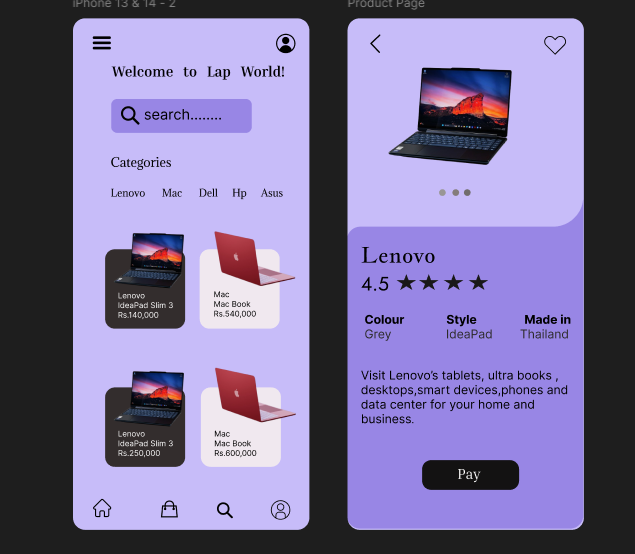 iPhone 13 & 14 - 2
Welcome to Lap World!
search........
Categories
Lenovo Mac Dell Hp Asus
Lenovo
IdeaPad Slim 3
Rs.140,000
Mac
Mac Book
Rs.540,000
Lenovo
IdeaPad Slim 3
Rs.250,000
Mac
Mac Book
Rs.600,000
Product Page
Lenovo
4.5 ★★★★
Colour Style Made in
Grey IdeaPad Thailand
Visit Lenovo's tablets, ultra books ,
desktops,smart devices,phones and
data center for your home and
business.
Pay